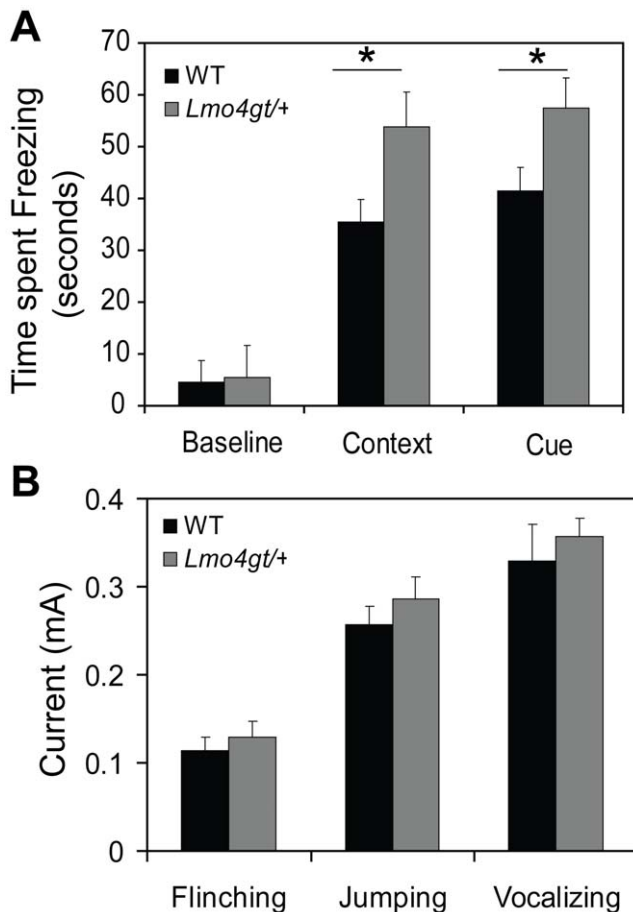 A
Time spent Freezing
(seconds)
70
60
50
40
30
20
10
0
WT
Lmo4gt/+
*
*
Baseline Context Cue
B
Current (mA)
0.4
0.3
0.2
0.1
0
WT
Lmo4gt/+
Flinching Jumping Vocalizing